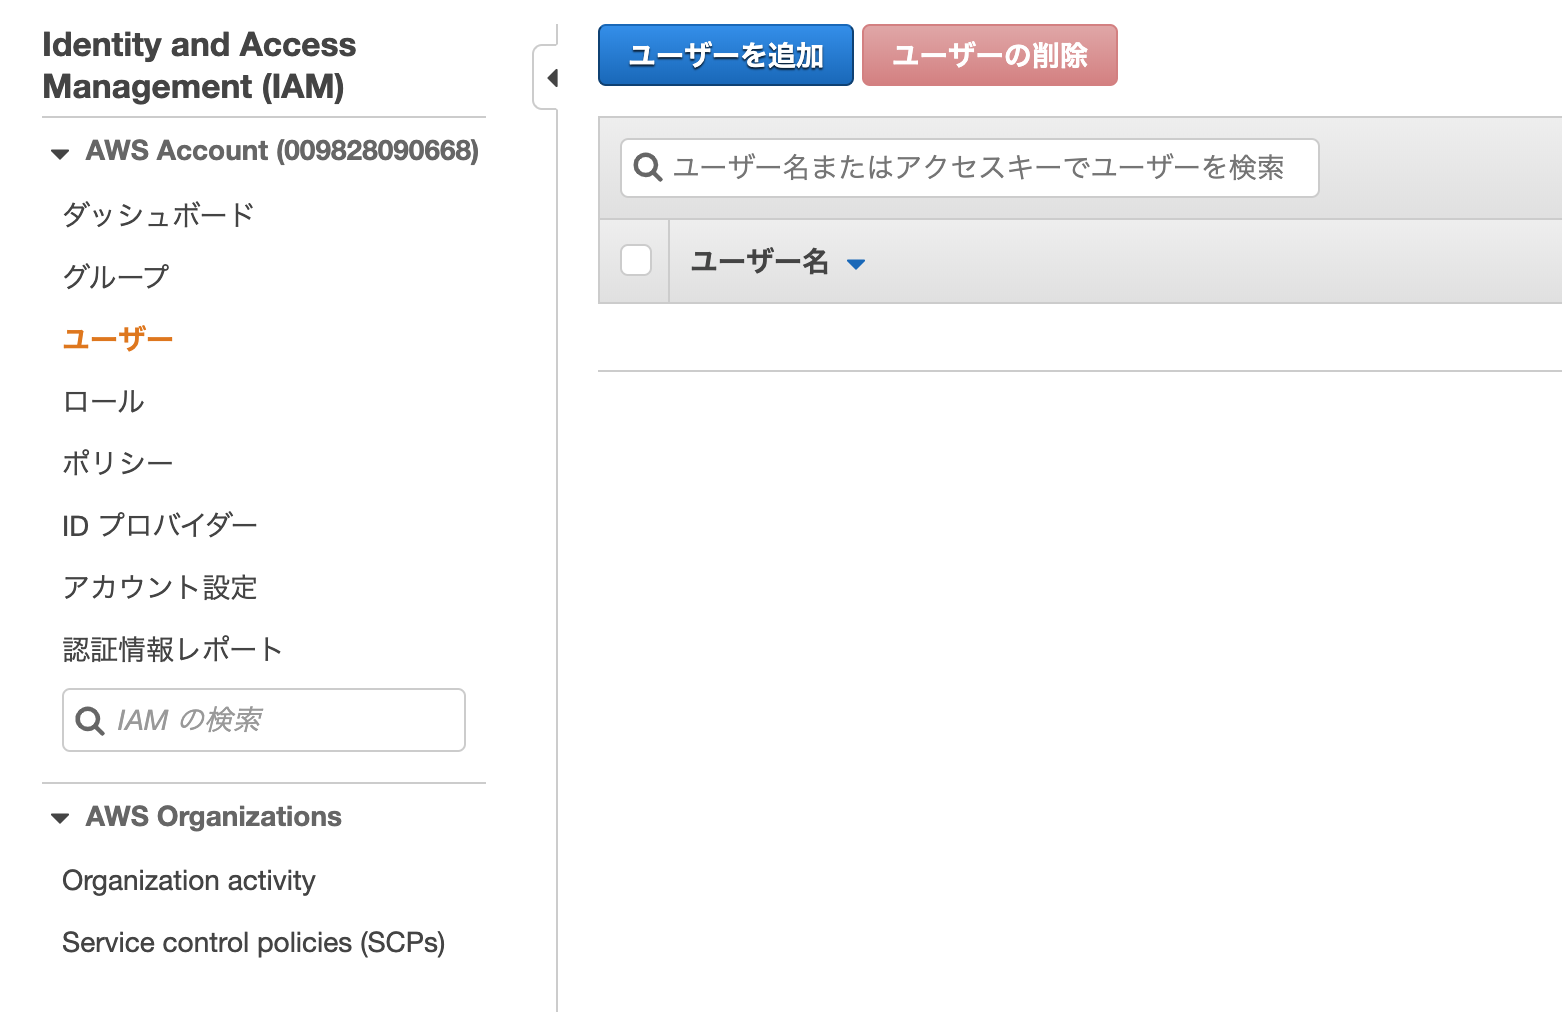 Identity and Access
Management (IAM)
AWS Account (009828090668)
ダッシュボード
グループ
ユーザー
ロール
ポリシー
ID プロバイダー
アカウント設定
認証情報レポート
IAM の検索
AWS Organizations
Organization activity
Service control policies (SCPs)
ユーザーを追加
ユーザーの削除
ユーザー名またはアクセスキーでユーザーを検索
ユーザー名